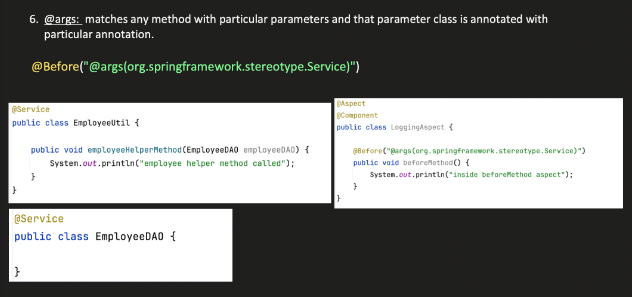 6. @args: matches any method with particular parameters and that parameter class is annotated with
particular annotation.
@Before("@args(org.springframework.stereotype.Service)")
@Service
public class EmployeeUtil {
public void employeeHelperMethod(EmployeeDAO employeeDAO) {
System.out.println("employee helper method called");
}
}
@Aspect
@Component
public class LoggingAspect {
@Before("@args(org.springframework.stereotype.Service)")
public void beforeMethod() {
System.out.println("inside beforeMethod aspect");
}
}
@Service
public class EmployeeDAO {
}